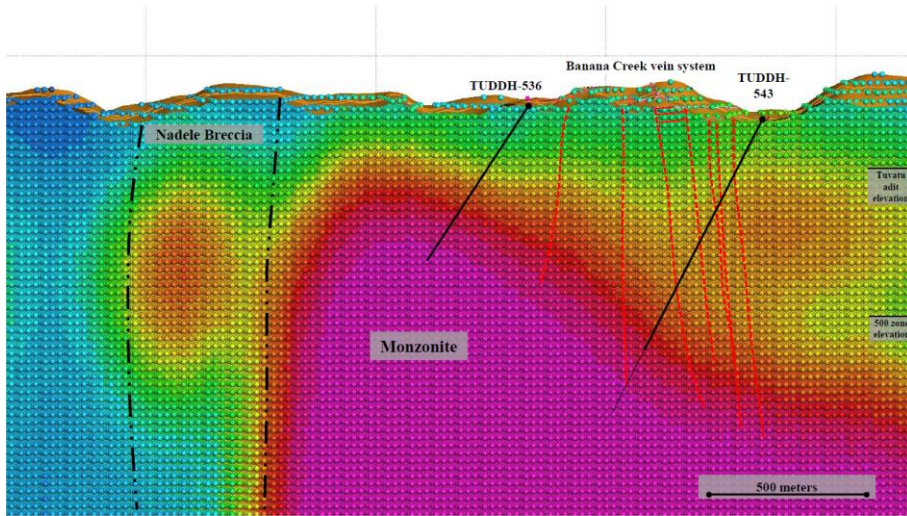 Banana Creek vein system
TUDDH-536
TUDDH-
543
Nadele Breccia
Tuvatu
adit
elevation
500 zone
elevation
Monzonite
500 meters